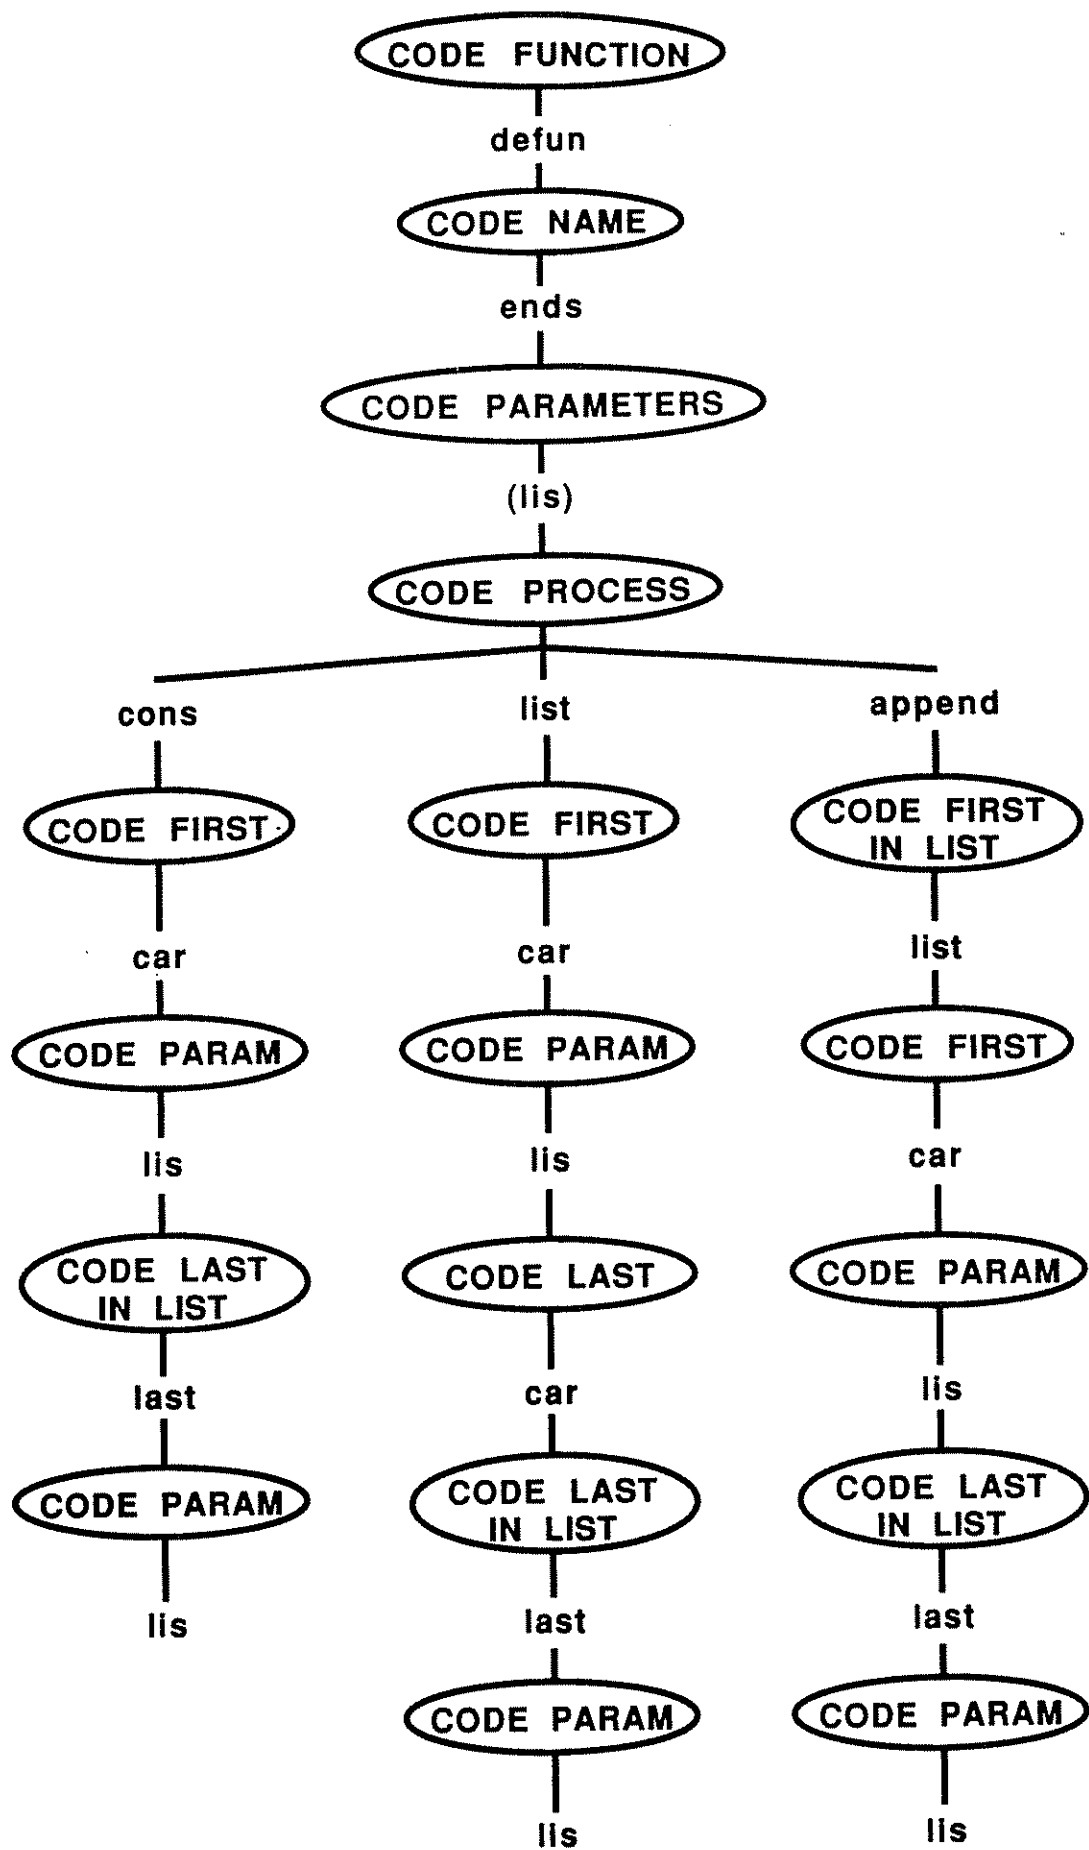 CODE FUNCTION
defun
CODE NAME
ends
CODE PARAMETERS
(lis)
CODE PROCESS
cons
CODE FIRST
car
CODE PARAM
lis
CODE LAST
IN LIST
last
CODE PARAM
lis
list
CODE FIRST
car
CODE PARAM
lis
CODE LAST
car
CODE LAST
IN LIST
last
CODE PARAM
lis
append
CODE FIRST
IN LIST
list
CODE FIRST
car
CODE PARAM
lis
CODE LAST
IN LIST
last
CODE PARAM
lis